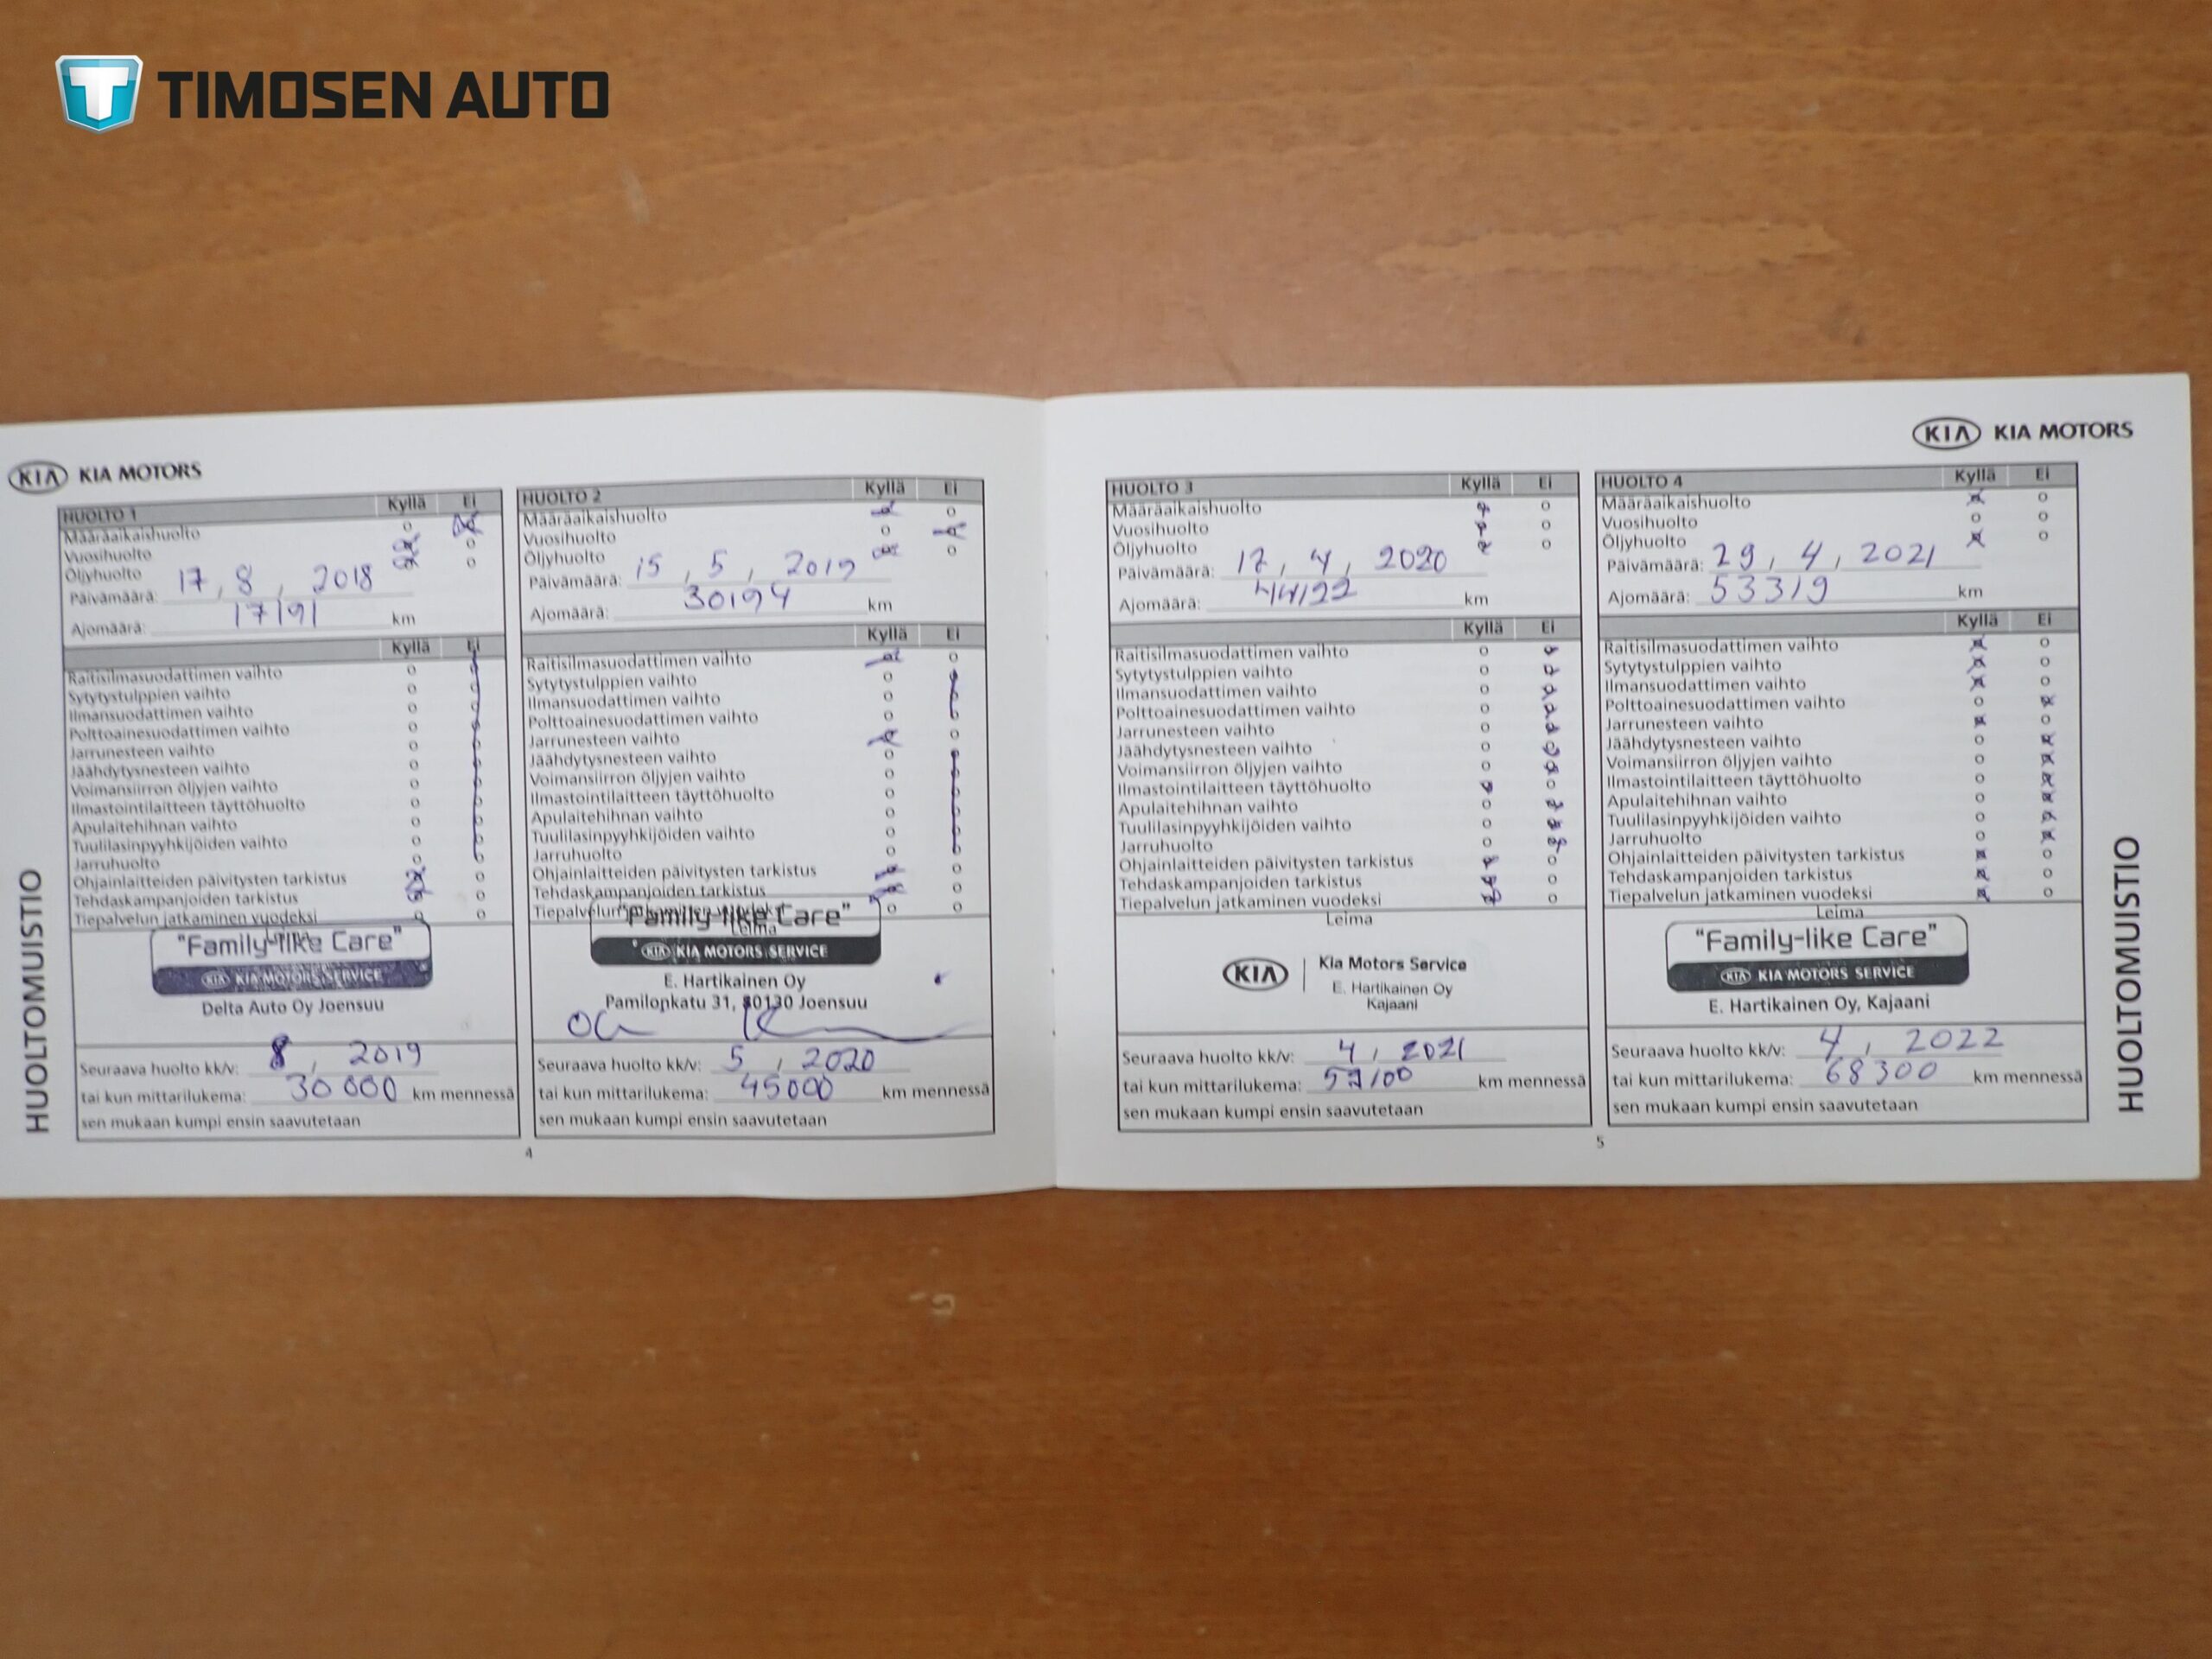 TIMOSEN AUTO
KIA KIA MOTORS
HUOLTOMUISTIO
HUOLTO 1 Kyllä Ei
Määräaikaishuolto
Vuosihuolto
Öljyhuolto
Päivämäärä: 17, 8, 2018
Ajomäärä: 17191 km
Kyllä Ei
Raitisilmasuodattimen vaihto
Sytytystulppien vaihto
Ilmansuodattimen vaihto
Polttoainesuodattimen vaihto
Jarrunesteen vaihto
Jäähdytysnesteen vaihto
Voimansiirron öljyjen vaihto
Ilmastointilaitteen täyttöhuolto
Apulaitehihnan vaihto
Tuulilasinpyyhkijöiden vaihto
Jarruhuolto
Ohjainlaitteiden päivitysten tarkistus
Tehdaskampanjoiden tarkistus
Tiepalvelun jatkaminen vuodeksi
Leima
"Family-like Care"
KIA KIA MOTORS SERVICE
Delta Auto Oy Joensuu
Seuraava huolto kk/v: 8, 2019
tai kun mittarilukema: 30 000 km mennessä
sen mukaan kumpi ensin saavutetaan
HUOLTO 2 Kyllä Ei
Määräaikaishuolto
Vuosihuolto
Öljyhuolto
Päivämäärä: 15, 5, 2019
Ajomäärä: 30194 km
Kyllä Ei
Raitisilmasuodattimen vaihto
Sytytystulppien vaihto
Ilmansuodattimen vaihto
Polttoainesuodattimen vaihto
Jarrunesteen vaihto
Jäähdytysnesteen vaihto
Voimansiirron öljyjen vaihto
Ilmastointilaitteen täyttöhuolto
Apulaitehihnan vaihto
Tuulilasinpyyhkijöiden vaihto
Jarruhuolto
Ohjainlaitteiden päivitysten tarkistus
Tehdaskampanjoiden tarkistus
Tiepalvelun jatkaminen vuodeksi
Leima
"Family-like Care"
KIA KIA MOTORS SERVICE
E. Hartikainen Oy
Pamilonkatu 31, 80130 Joensuu
Seuraava huolto kk/v: 5, 2020
tai kun mittarilukema: 45000 km mennessä
sen mukaan kumpi ensin saavutetaan
4
KIA KIA MOTORS
HUOLTO 3 Kyllä Ei
Määräaikaishuolto
Vuosihuolto
Öljyhuolto
Päivämäärä: 17, 4, 2020
Ajomäärä: 44122 km
Kyllä Ei
Raitisilmasuodattimen vaihto
Sytytystulppien vaihto
Ilmansuodattimen vaihto
Polttoainesuodattimen vaihto
Jarrunesteen vaihto
Jäähdytysnesteen vaihto
Voimansiirron öljyjen vaihto
Ilmastointilaitteen täyttöhuolto
Apulaitehihnan vaihto
Tuulilasinpyyhkijöiden vaihto
Jarruhuolto
Ohjainlaitteiden päivitysten tarkistus
Tehdaskampanjoiden tarkistus
Tiepalvelun jatkaminen vuodeksi
Leima
KIA Kia Motors Service
E. Hartikainen Oy
Kajaani
Seuraava huolto kk/v: 4, 2021
tai kun mittarilukema: km mennessä
sen mukaan kumpi ensin saavutetaan
HUOLTO 4 Kyllä Ei
Määräaikaishuolto
Vuosihuolto
Öljyhuolto
Päivämäärä: 29, 4, 2021
Ajomäärä: 53319 km
Kyllä Ei
Raitisilmasuodattimen vaihto
Sytytystulppien vaihto
Ilmansuodattimen vaihto
Polttoainesuodattimen vaihto
Jarrunesteen vaihto
Jäähdytysnesteen vaihto
Voimansiirron öljyjen vaihto
Ilmastointilaitteen täyttöhuolto
Apulaitehihnan vaihto
Tuulilasinpyyhkijöiden vaihto
Jarruhuolto
Ohjainlaitteiden päivitysten tarkistus
Tehdaskampanjoiden tarkistus
Tiepalvelun jatkaminen vuodeksi
Leima
"Family-like Care"
KIA KIA MOTORS SERVICE
E. Hartikainen Oy, Kajaani
Seuraava huolto kk/v: 4, 2022
tai kun mittarilukema: 68300 km mennessä
sen mukaan kumpi ensin saavutetaan
5
HUOLTOMUISTIO